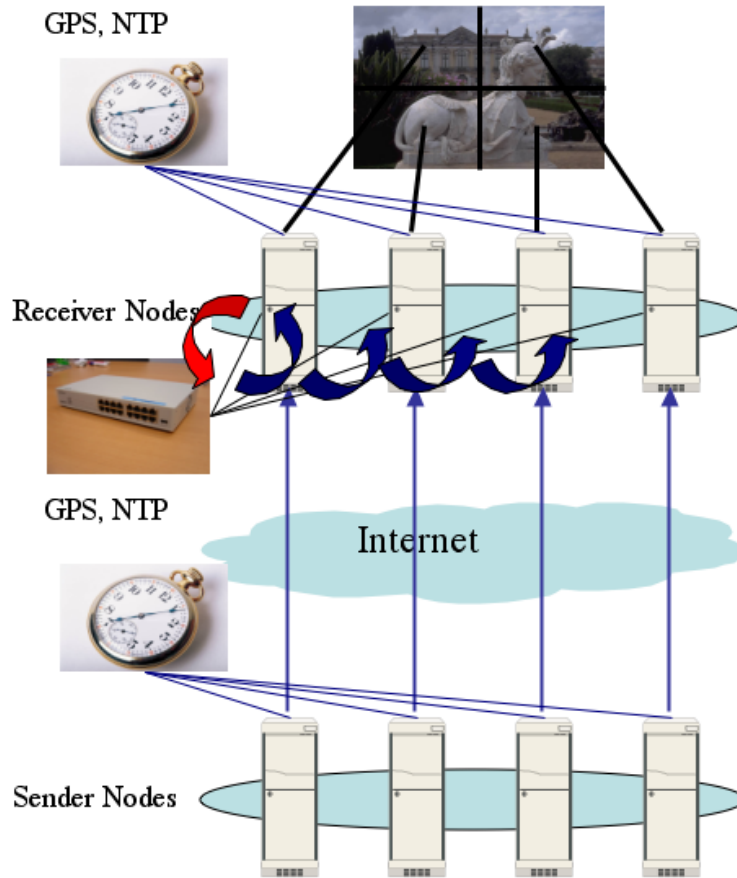 GPS, NTP
Receiver Nodes
GPS, NTP
Internet
Sender Nodes